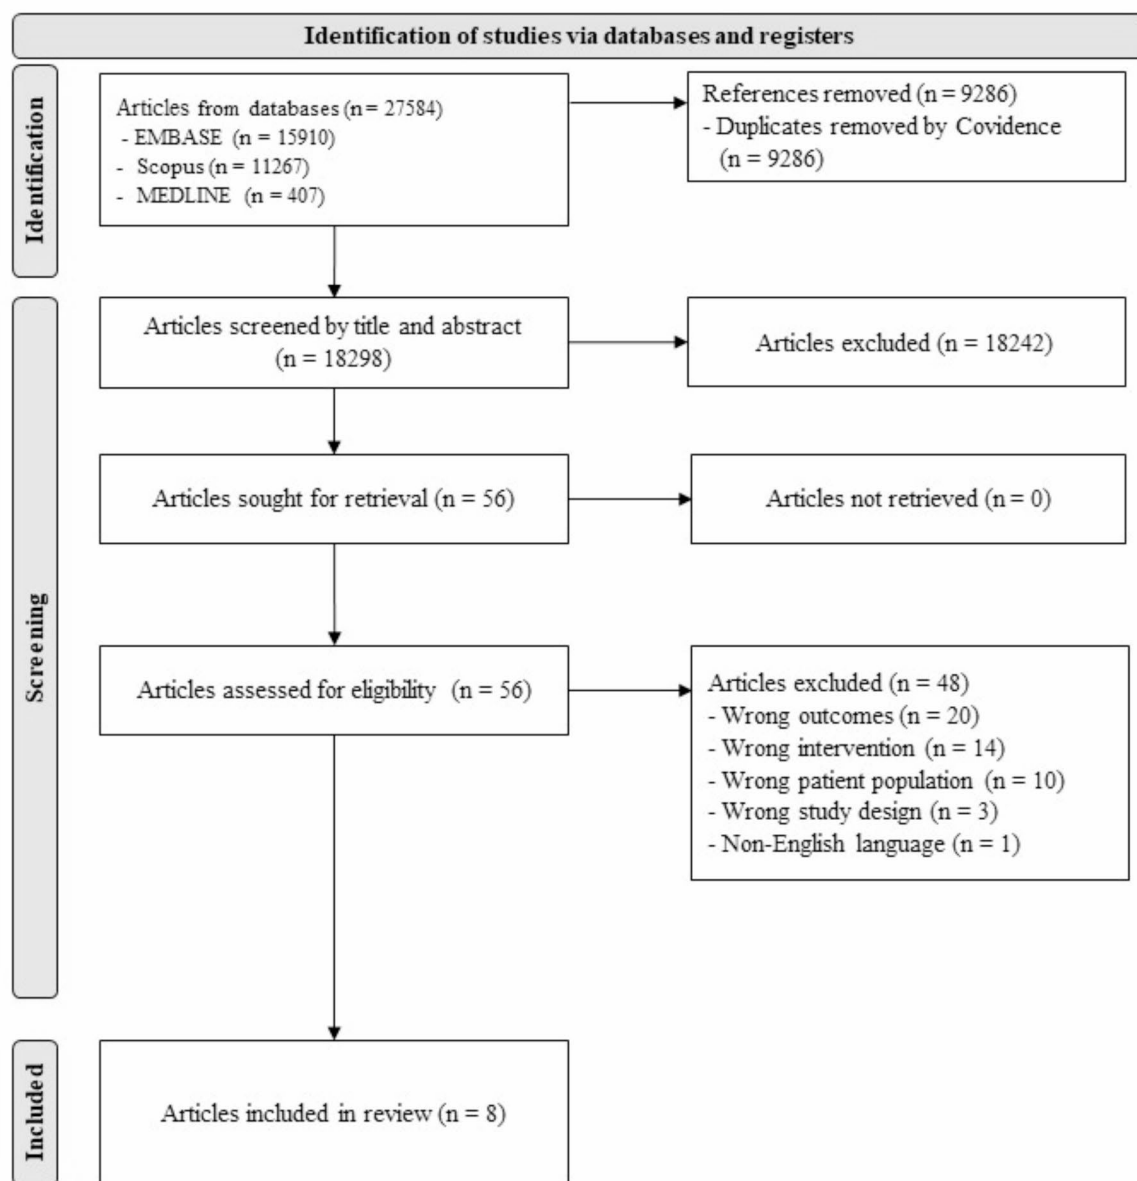 Identification of studies via databases and registers
Identification
Articles from databases (n = 27584)
- EMBASE (n = 15910)
- Scopus (n = 11267)
- MEDLINE (n = 407)
References removed (n = 9286)
- Duplicates removed by Covidence
(n = 9286)
Screening
Articles screened by title and abstract
(n = 18298)
Articles excluded (n = 18242)
Articles sought for retrieval (n = 56)
Articles not retrieved (n = 0)
Articles assessed for eligibility (n = 56)
Articles excluded (n = 48)
- Wrong outcomes (n = 20)
- Wrong intervention (n = 14)
- Wrong patient population (n = 10)
- Wrong study design (n = 3)
- Non-English language (n = 1)
Included
Articles included in review (n = 8)